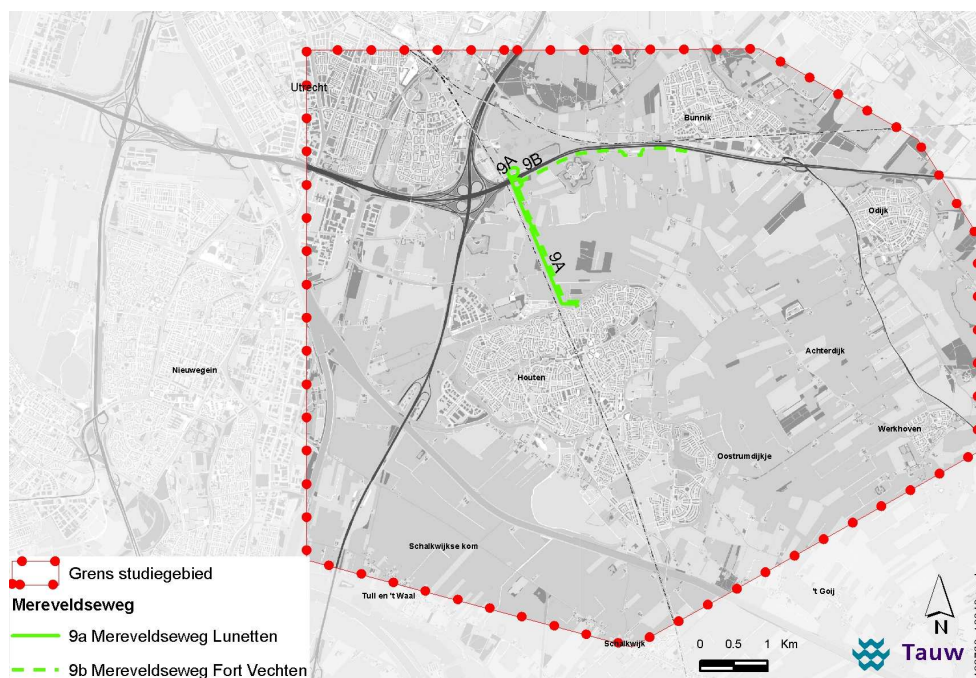 Utrecht
Bunnik
9A
9B
Odijk
9A
Achterdijk
Nieuwegein
Houten
Werkhoven
Oostrumdijkje
Schalkwijkse kom
Grens studiegebied
Tull en 't Waal
't Goij
Mereveldseweg
N
9a Mereveldseweg Lunetten
Schalkwijk
0 0.5 1 Km
Tauw
9b Mereveldseweg Fort Vechten